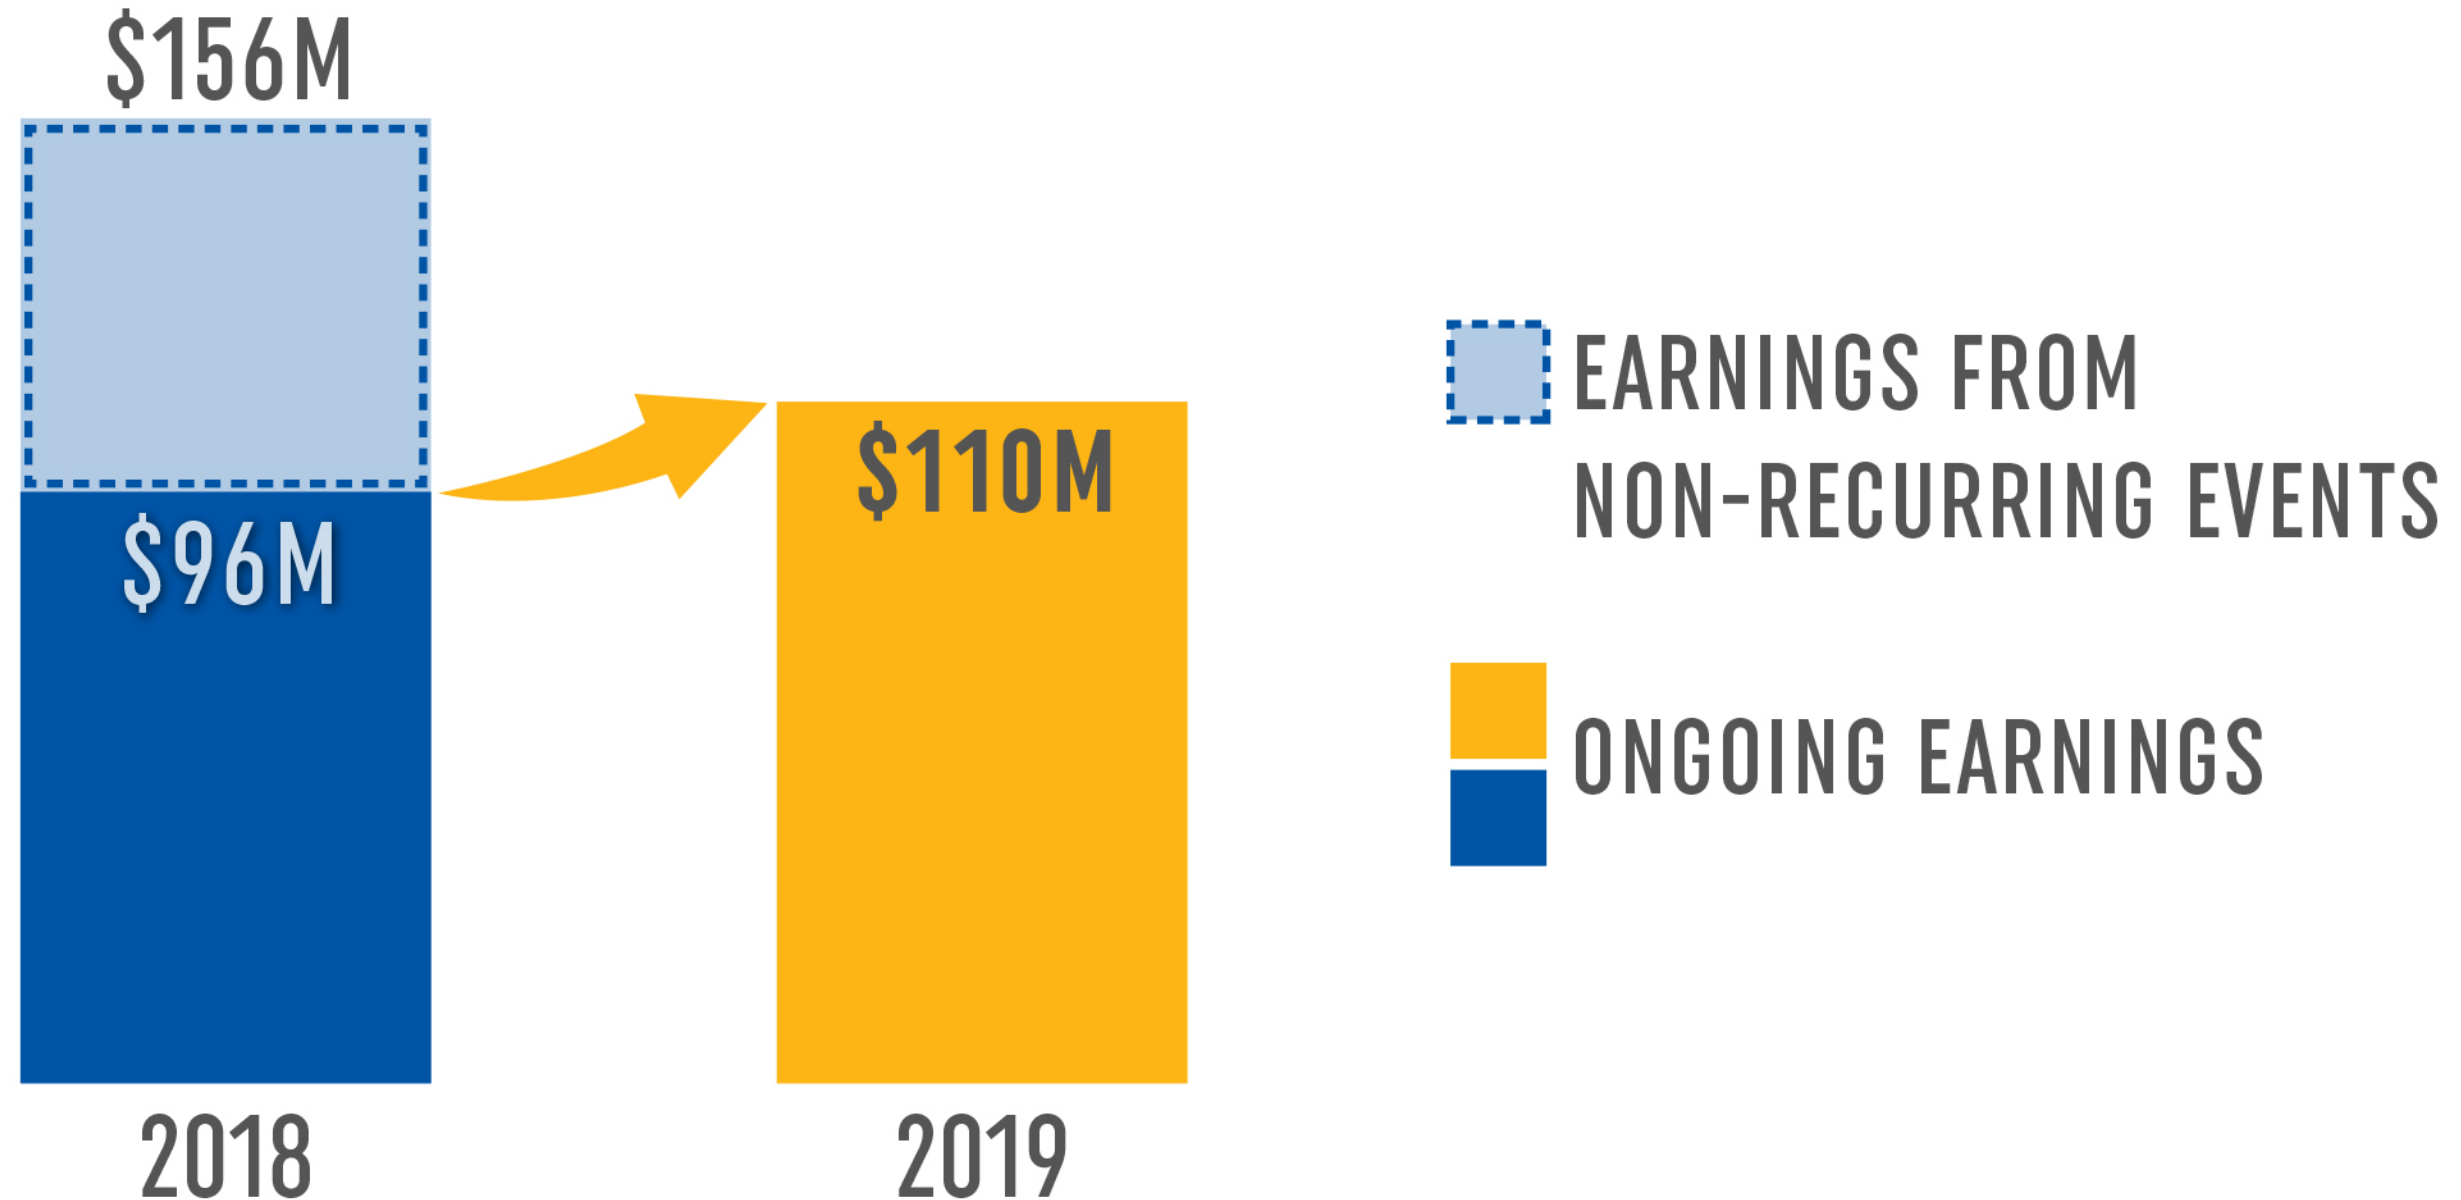 $156M
$96M
$110M
2018
2019
EARNINGS FROM
NON-RECURRING EVENTS
ONGOING EARNINGS